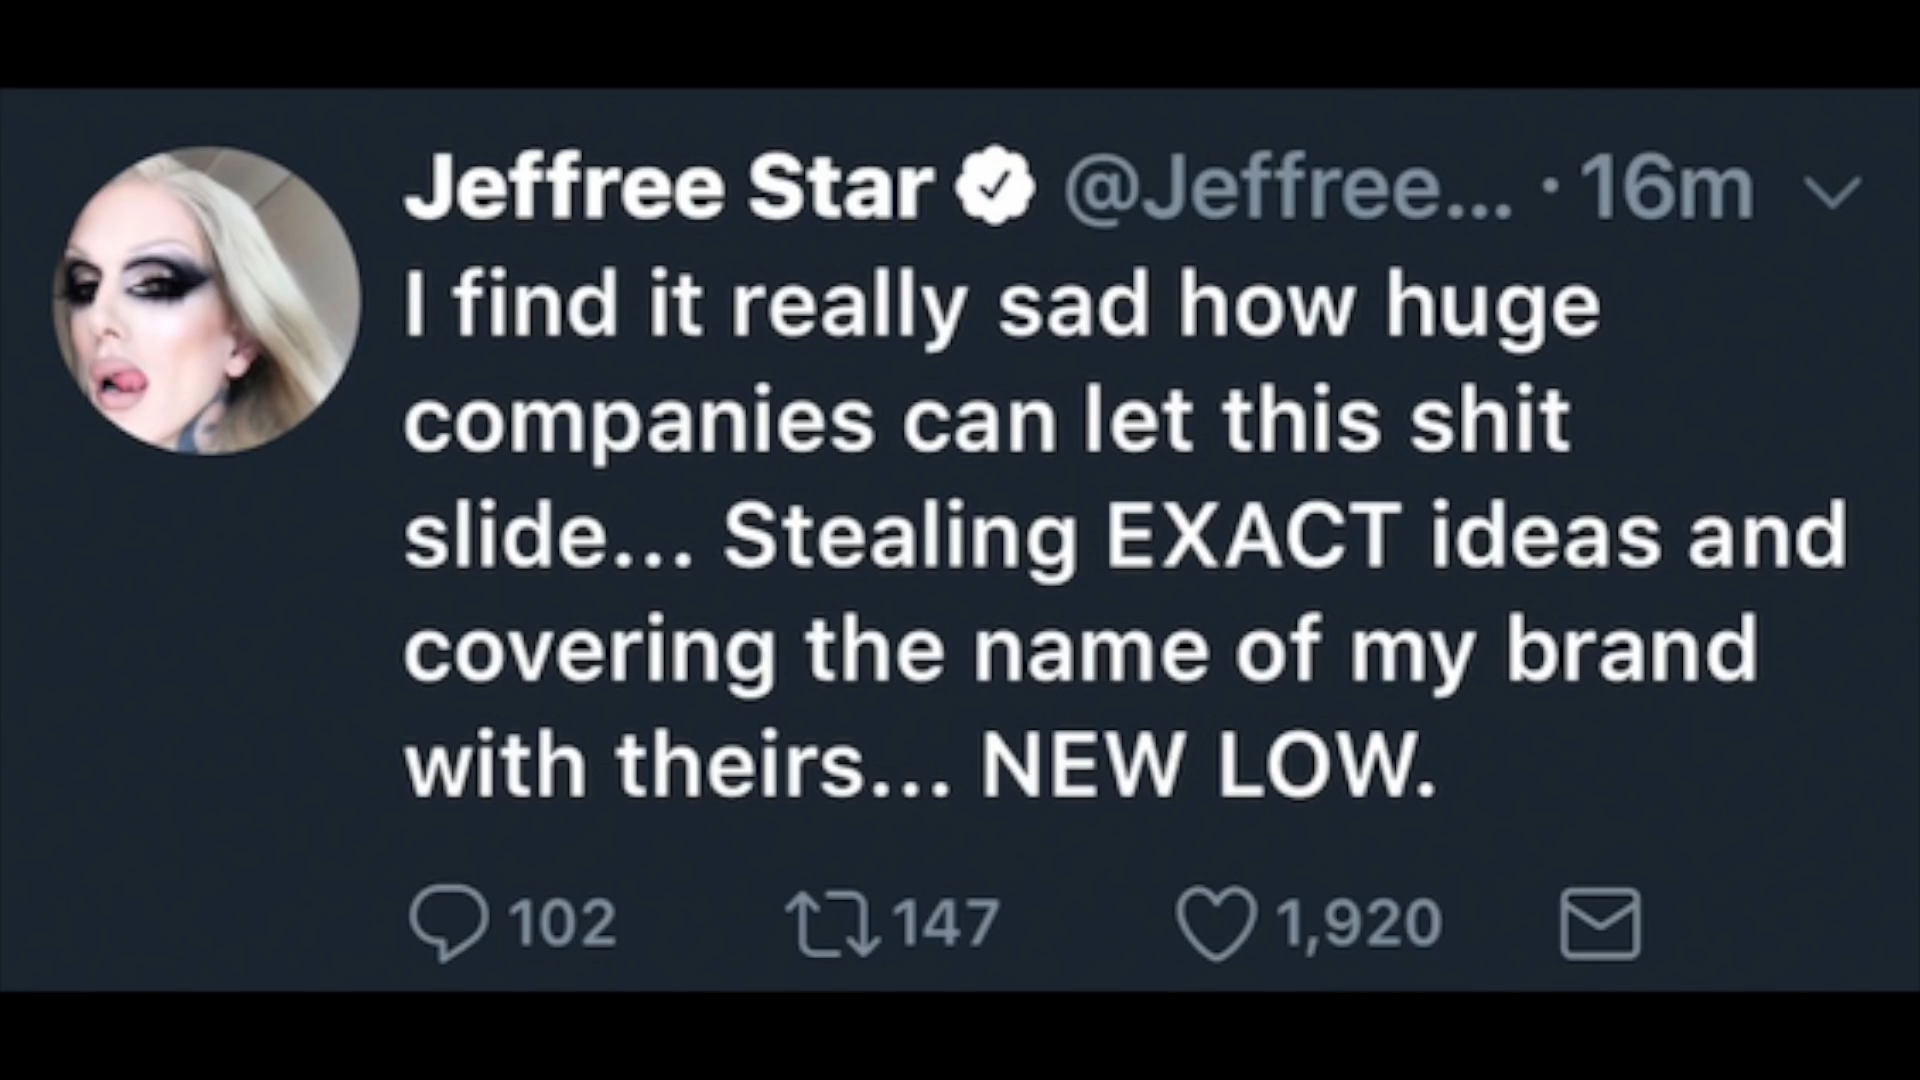 Jeffree Star @Jeffree... · 16m
I find it really sad how huge
companies can let this shit
slide... Stealing EXACT ideas and
covering the name of my brand
with theirs... NEW LOW.
102 147 1,920